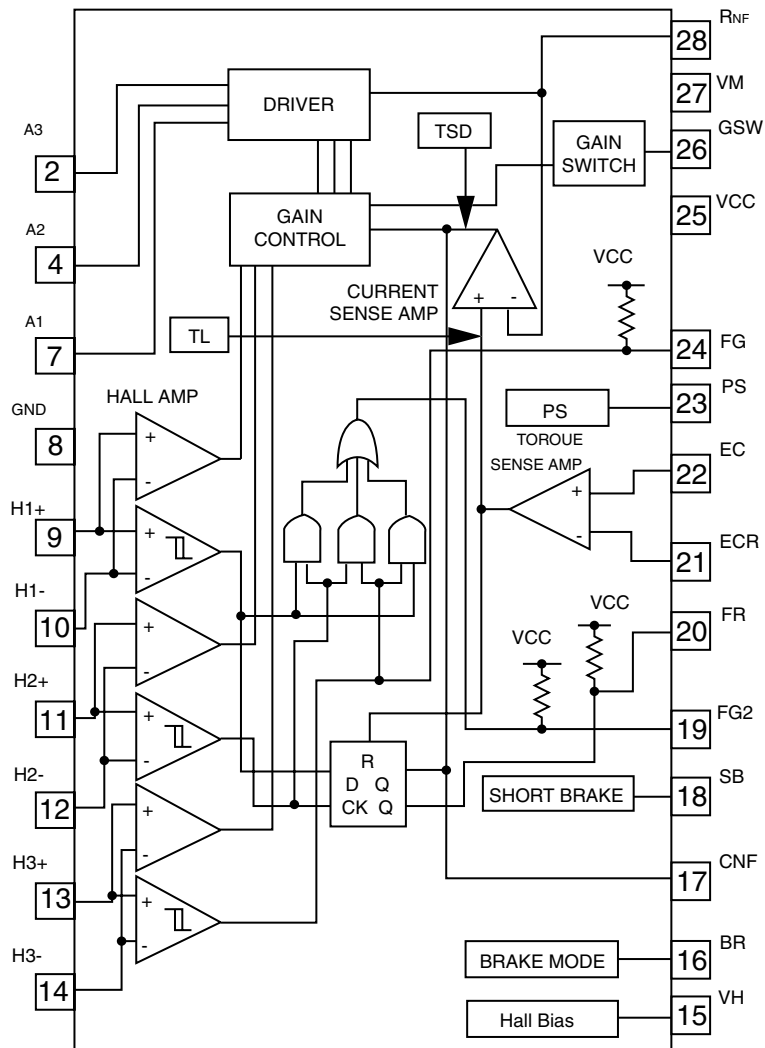 RNF
28
DRIVER
27
VM
TSD
GAIN
SWITCH
GSW
26
A3
2
GAIN
CONTROL
VCC
25
A2
4
VCC
CURRENT
SENSE AMP
+ -
A1
7
TL
FG
24
HALL AMP
PS
23
PS
GND
8
+
-
TOROUE
SENSE AMP
EC
22
+
-
H1+
9
+
-
ECR
21
H1-
10
VCC
FR
20
+
-
VCC
H2+
11
+
-
FG2
19
R
D Q
CK Q
H2-
12
SHORT BRAKE
SB
18
+
-
H3+
13
CNF
17
+
-
H3-
14
BRAKE MODE
BR
16
Hall Bias
VH
15